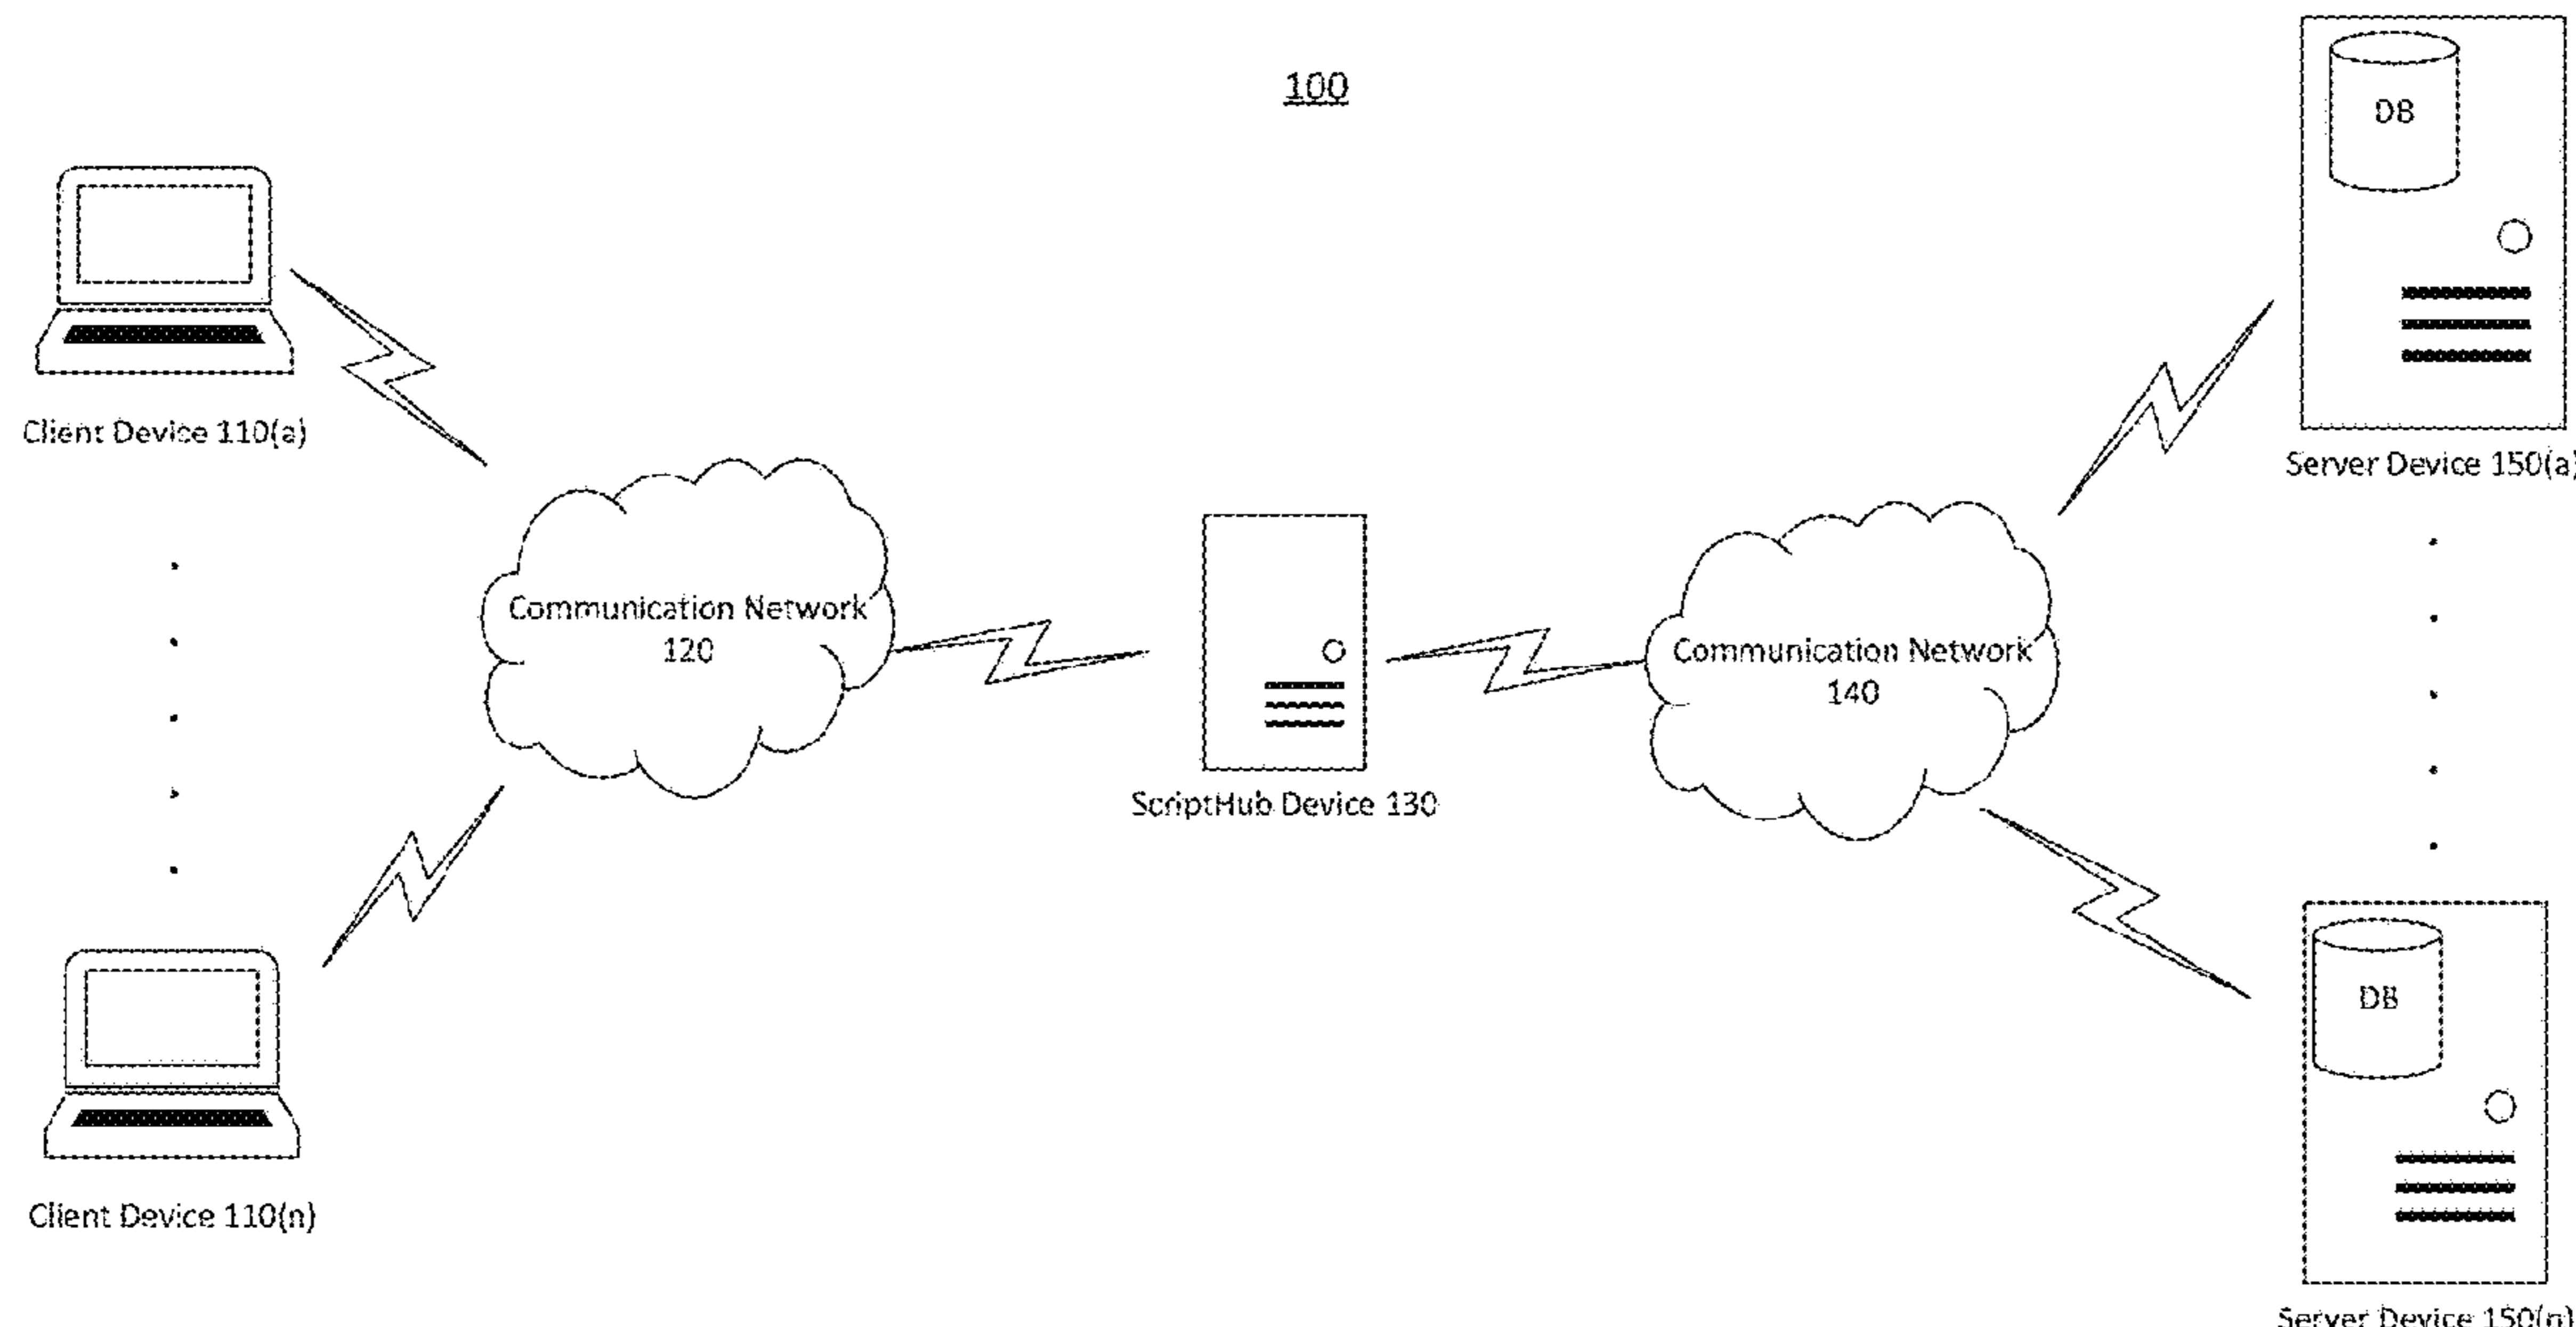 100
DB
Client Device 110(a)
Server Device 150(a)
Communication Network
120
Communication Network
140
ScriptHub Device 130
DB
Client Device 110(n)
Server Device 150(n)